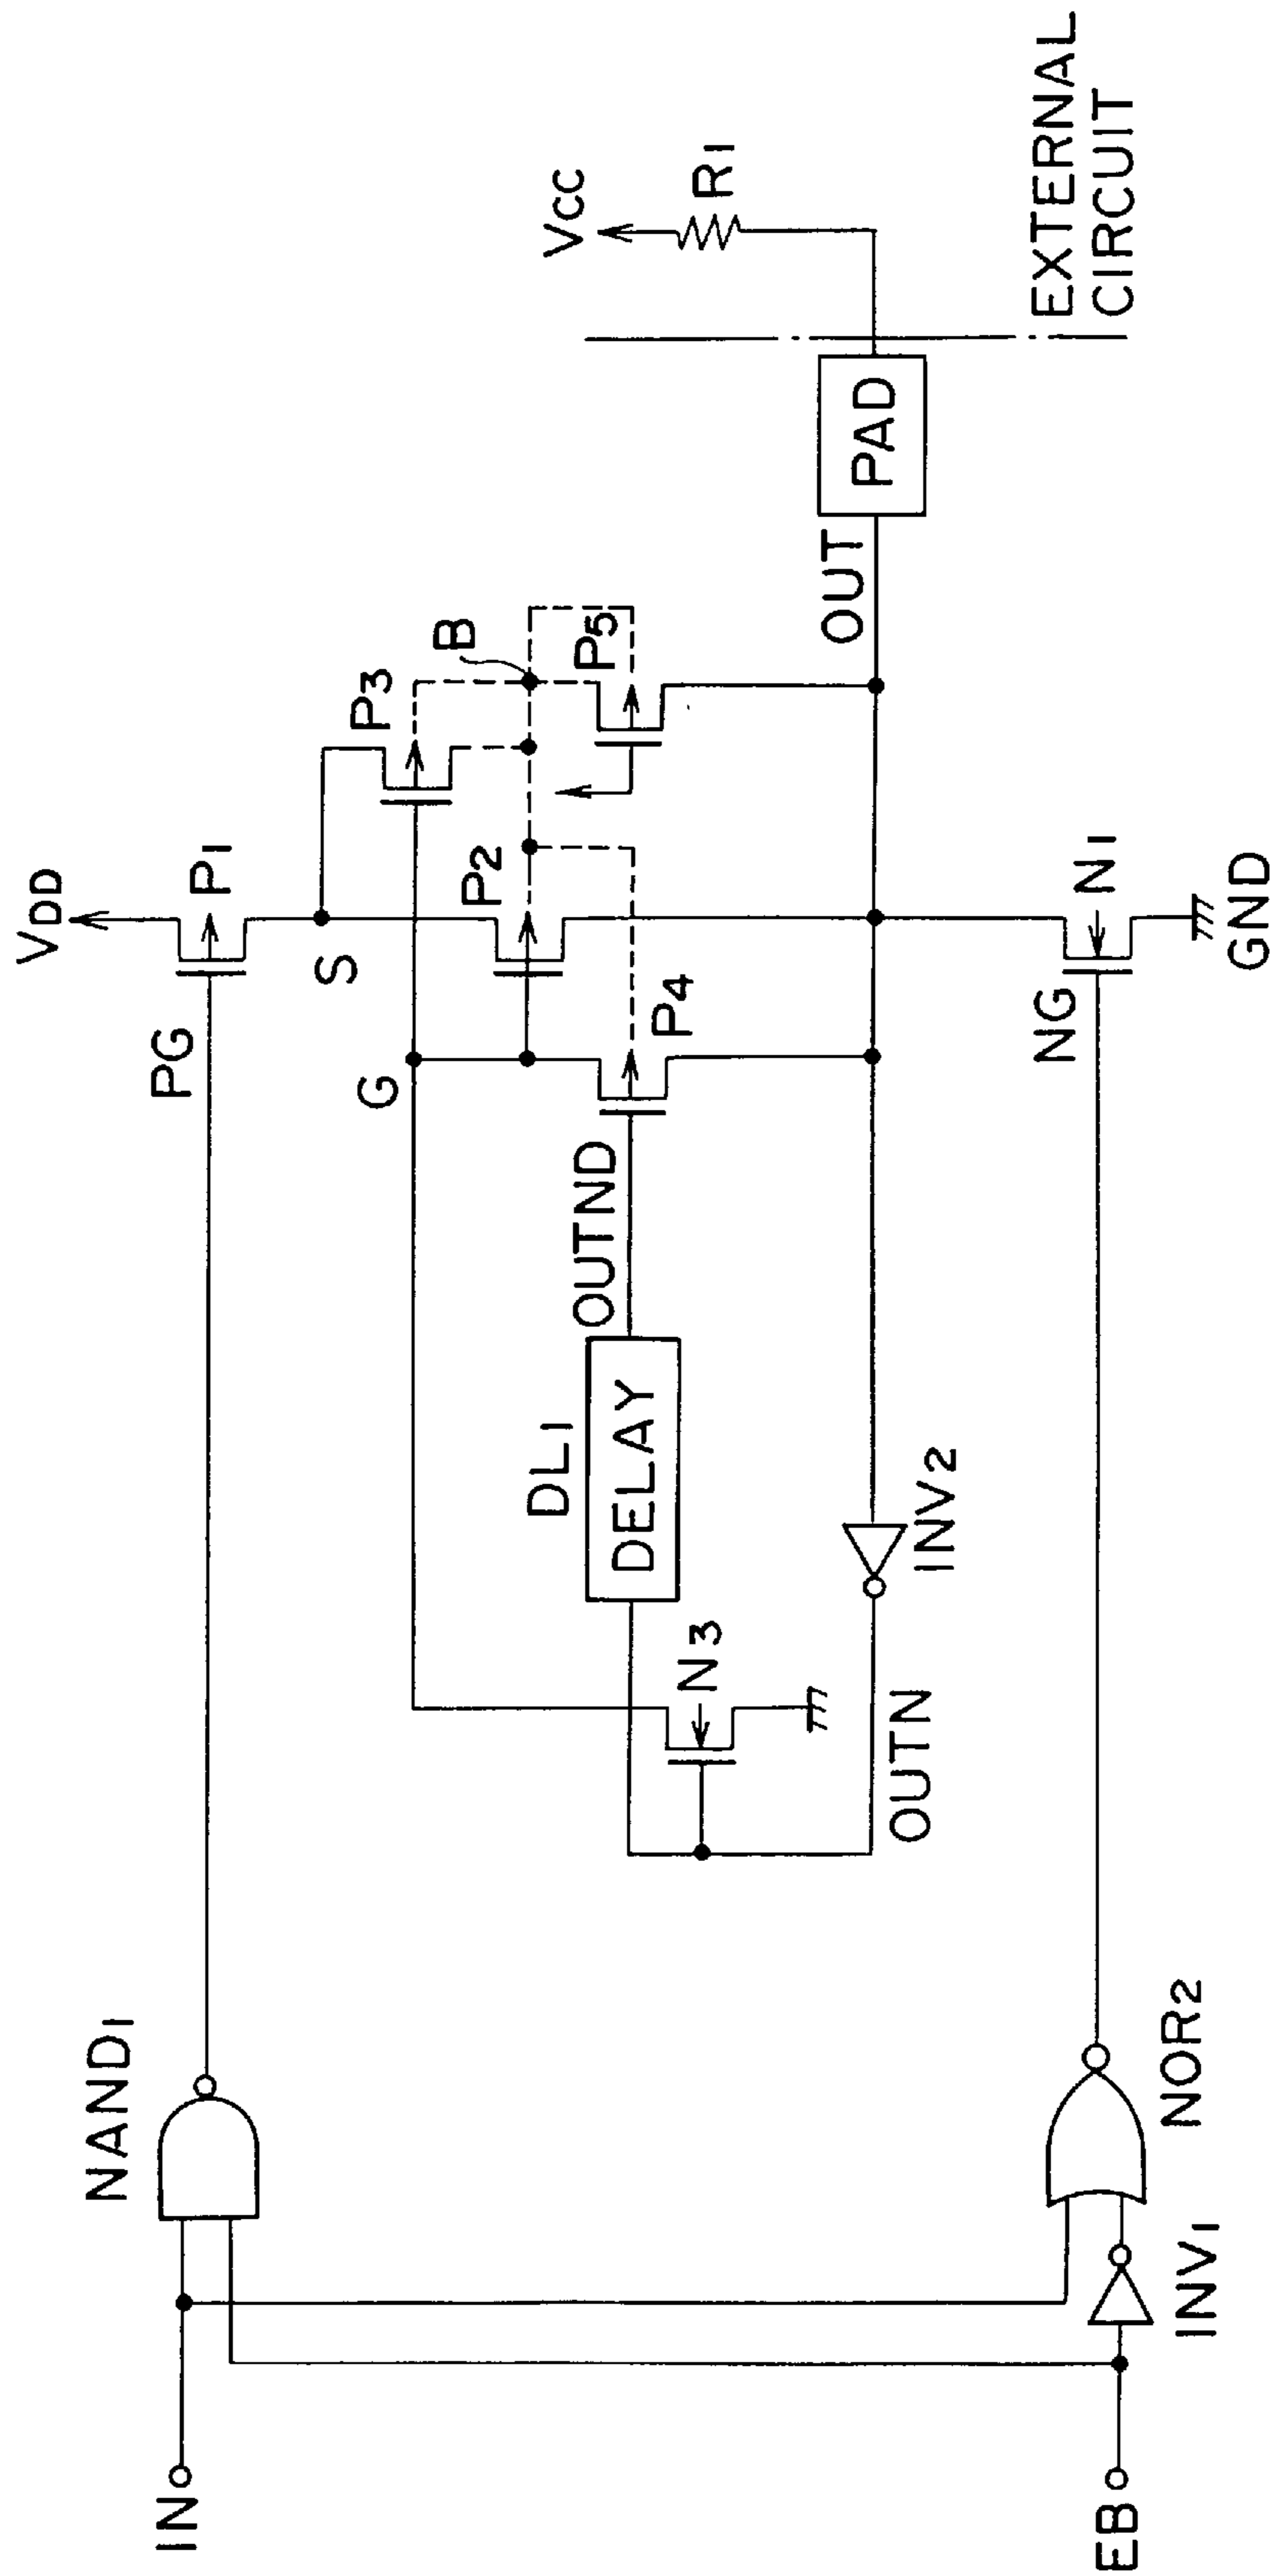 VDD
PG
P1
S
P3
B
P2
P5
VCC
R1
G
P4
OUTND
DL1
DELAY
N3
OUT
PAD
EXTERNAL
CIRCUIT
INV2
OUTN
NG
N1
GND
NAND1
IN
NOR2
INV1
EB